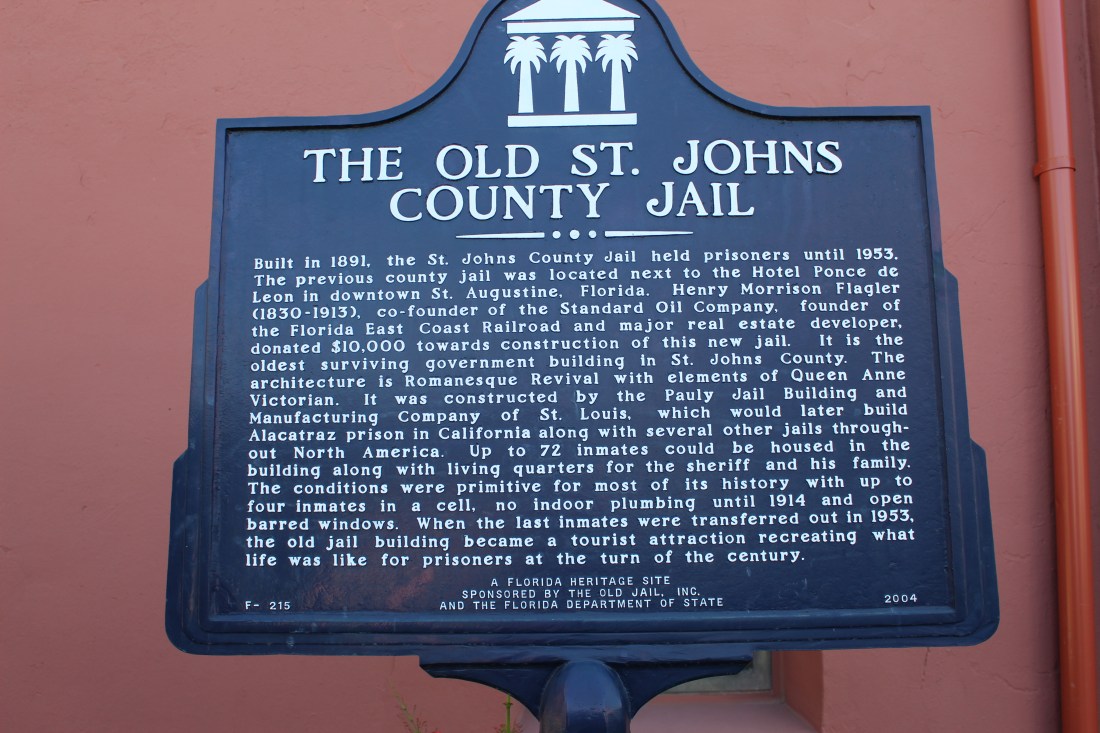 THE OLD ST. JOHNS
COUNTY JAIL
Built in 1891, the St. Johns County Jail held prisoners until 1953.
The previous county jail was located next to the Hotel Ponce de
Leon in downtown St. Augustine, Florida. Henry Morrison Flagler
(1830-1913), co-founder of the Standard Oil Company, founder of
the Florida East Coast Railroad and major real estate developer,
donated $10,000 towards construction of this new jail. It is the
oldest surviving government building in St. Johns County. The
architecture is Romanesque Revival with elements of Queen Anne
Victorian. It was constructed by the Pauly Jail Building and
Manufacturing Company of St. Louis, which would later build
Alacatraz prison in California along with several other jails through-
out North America. Up to 72 inmates could be housed in the
building along with living quarters for the sheriff and his family.
The conditions were primitive for most of its history with up to
four inmates in a cell, no indoor plumbing until 1914 and open
barred windows. When the last inmates were transferred out in 1953,
the old jail building became a tourist attraction recreating what
life was like for prisoners at the turn of the century.
A FLORIDA HERITAGE SITE
SPONSORED BY THE OLD JAIL, INC.
F- 215 AND THE FLORIDA DEPARTMENT OF STATE 2004